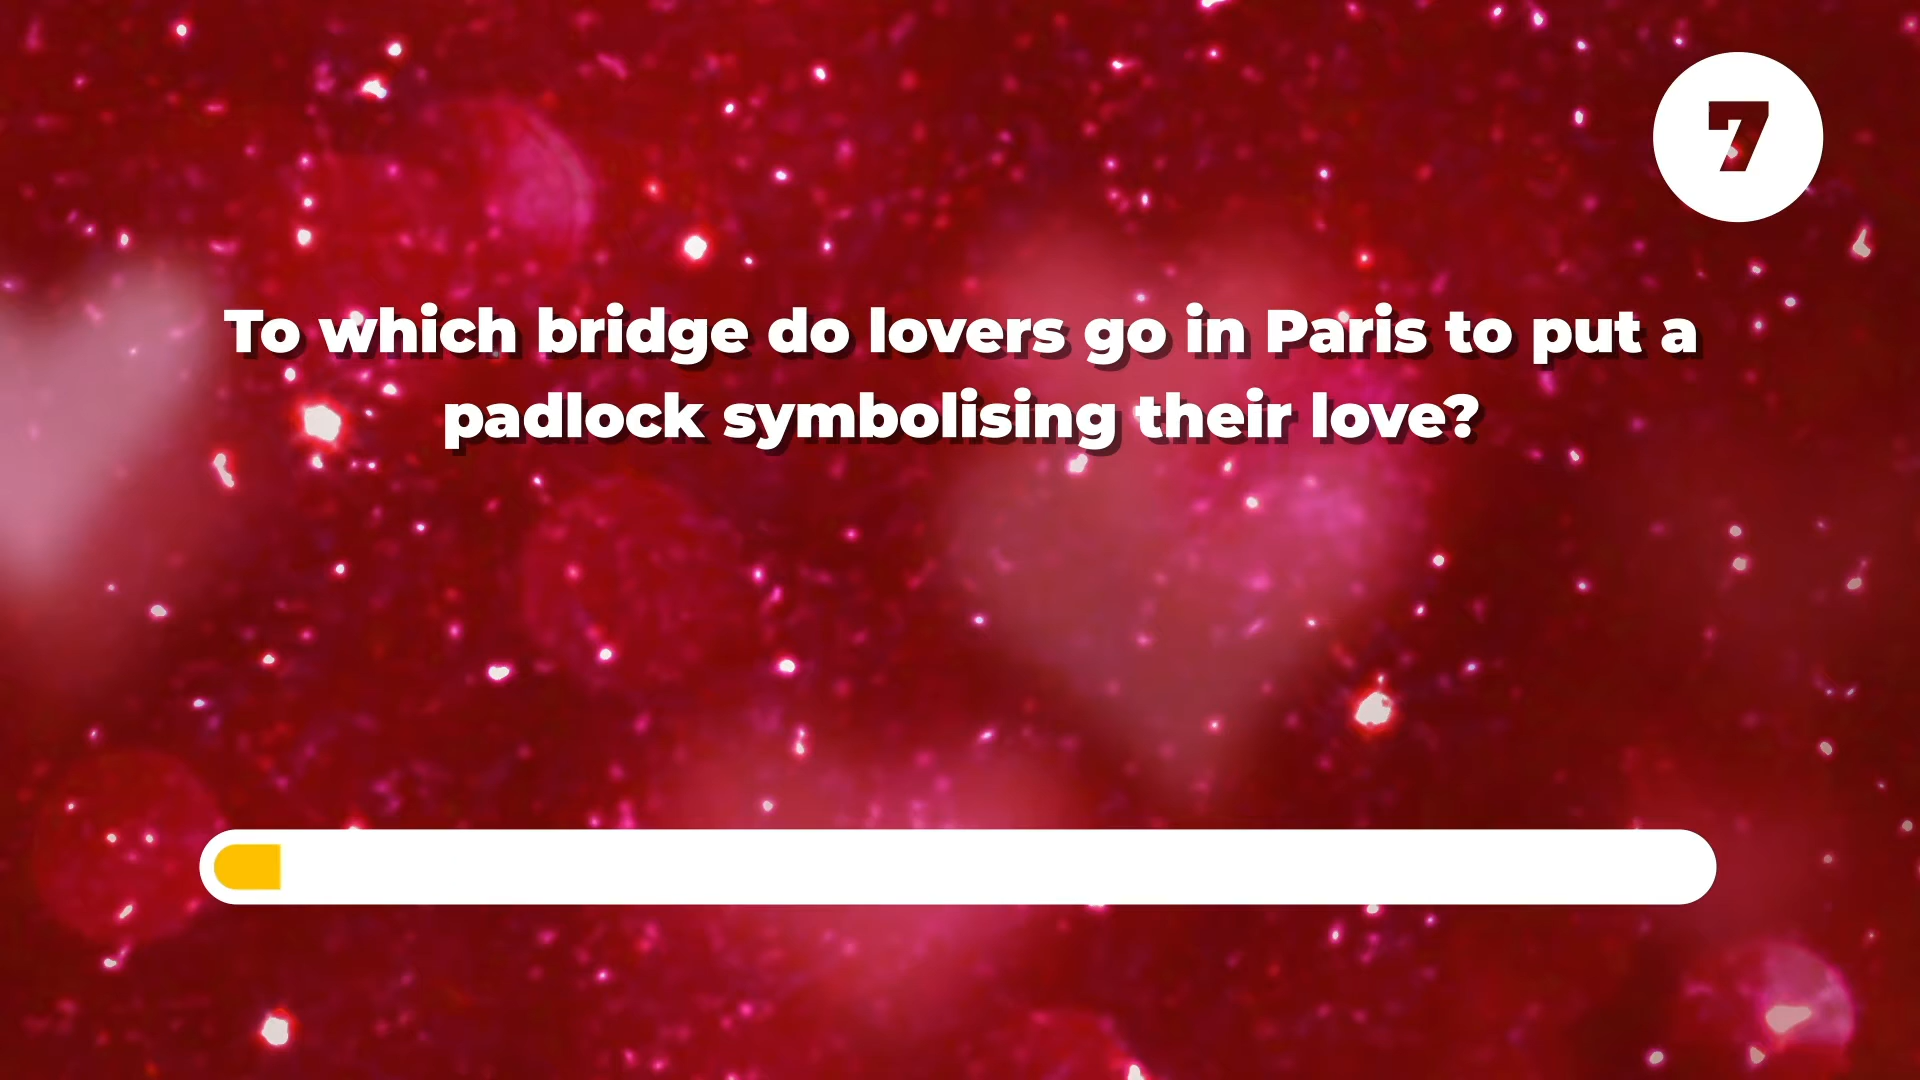 7
To which bridge do lovers go in Paris to put a
padlock symbolising their love?